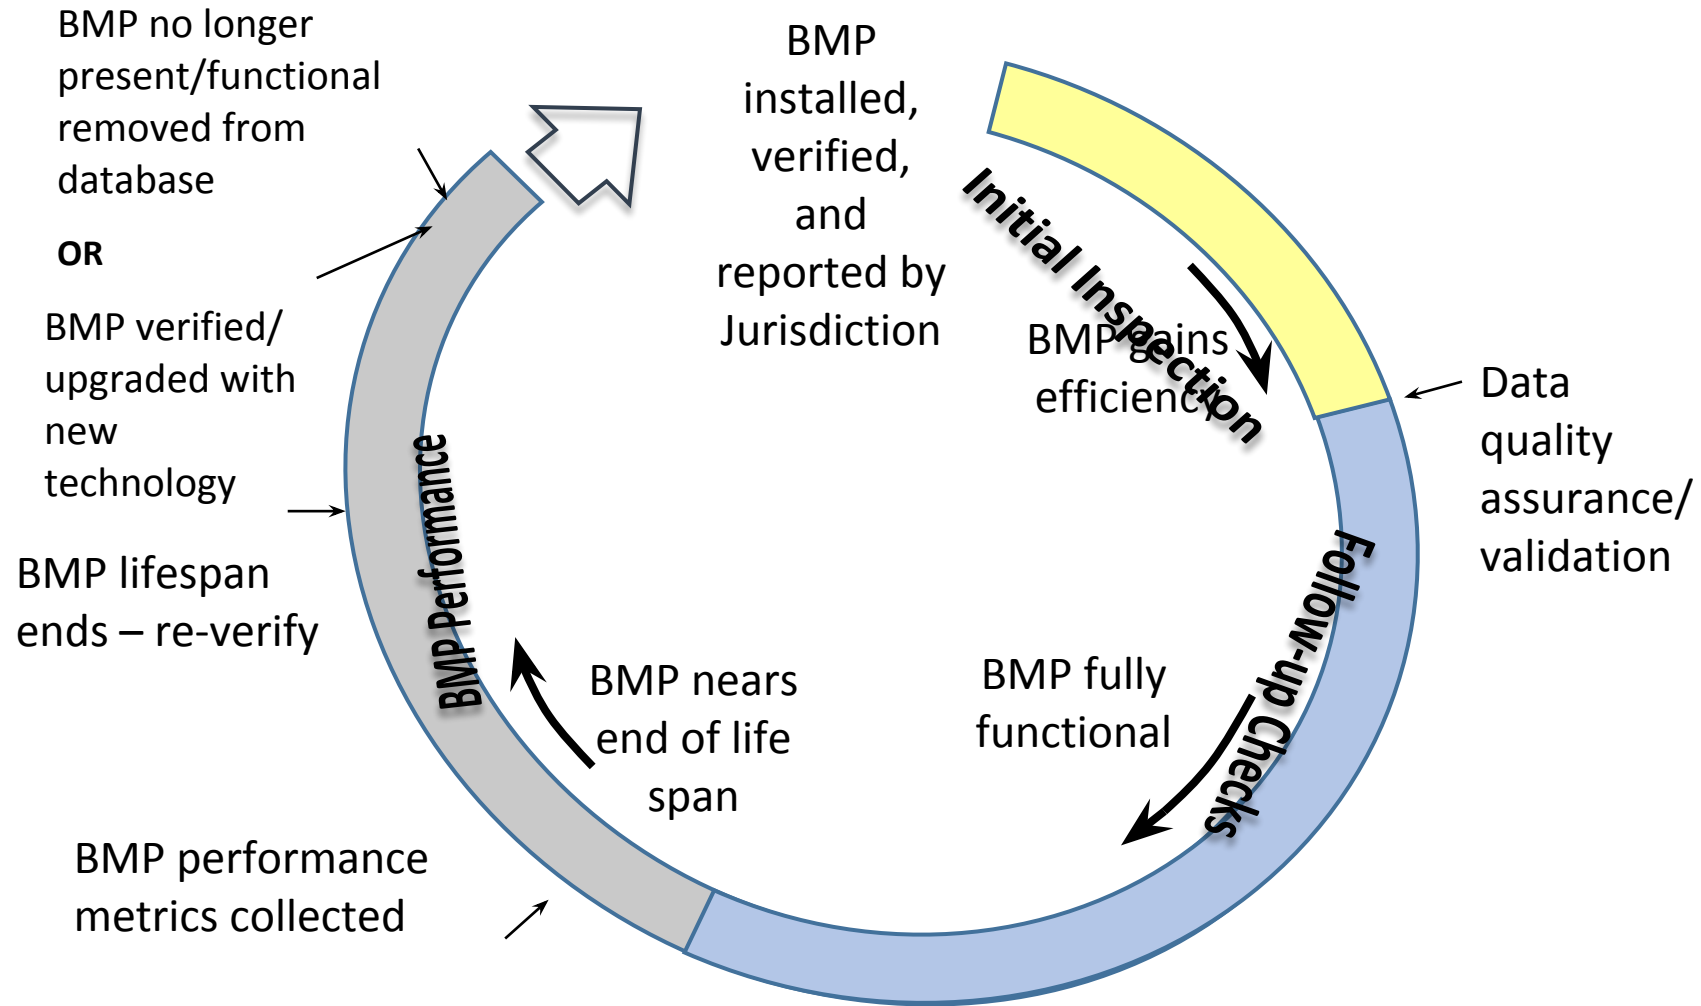 BMP no longer
present/functional
removed from
database
OR
BMP verified/
upgraded with
new
technology
BMP lifespan
ends – re-verify
BMP performance
metrics collected
BMP
installed,
verified,
and
reported by
Jurisdiction
Initial Inspection
BMP gains
efficiency
Data
quality
assurance/
validation
Follow-up Checks
BMP fully
functional
BMP nears
end of life
span
BMP Performance